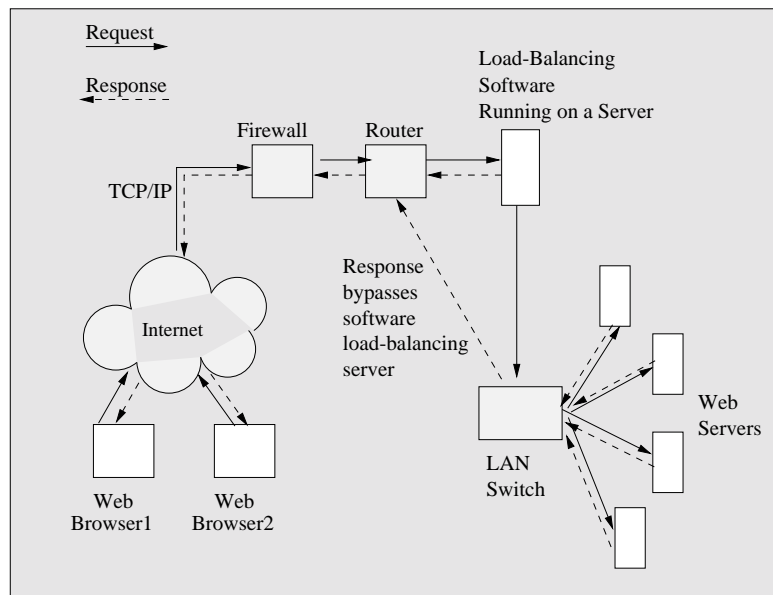 Request
Response
Load-Balancing
Software
Running on a Server
Firewall
Router
TCP/IP
Internet
Response
bypasses
software
load-balancing
server
Web
Servers
LAN
Switch
Web
Browser1
Web
Browser2